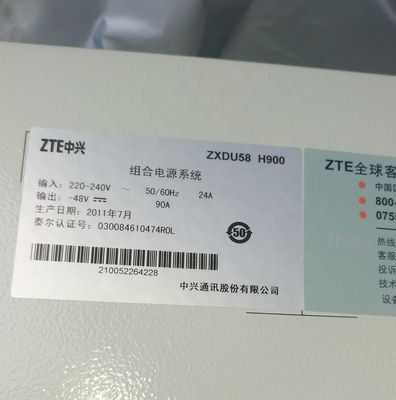 ZTE中兴
ZXDU58 H900
组合电源系统
输入: 220-240V ~ 50/60Hz 24A
输出: -48V ⎓ 90A
生产日期: 2011年7月
泰尔认证号: 030084610474R0L
50
210052264228
中兴通讯股份有限公司
ZTE全球客
中国
800-
0755
热线
客服
投诉
技术
设备